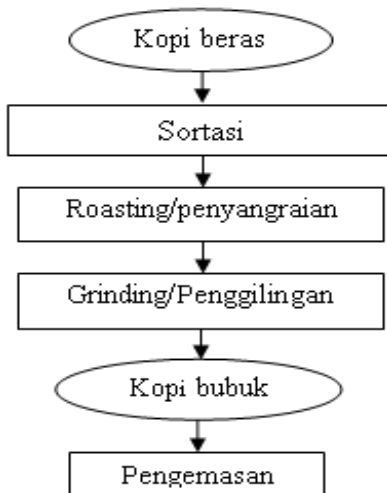 Kopi beras
Sortasi
Roasting/penyangraian
Grinding/Penggilingan
Kopi bubuk
Pengemasan